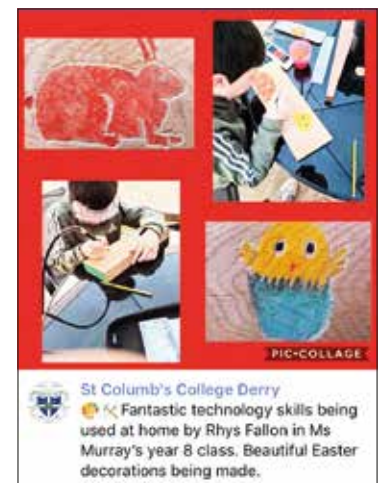 PIC•COLLAGE
St Columb's College Derry
🎨 🔨 Fantastic technology skills being
used at home by Rhys Fallon in Ms
Murray's year 8 class. Beautiful Easter
decorations being made.